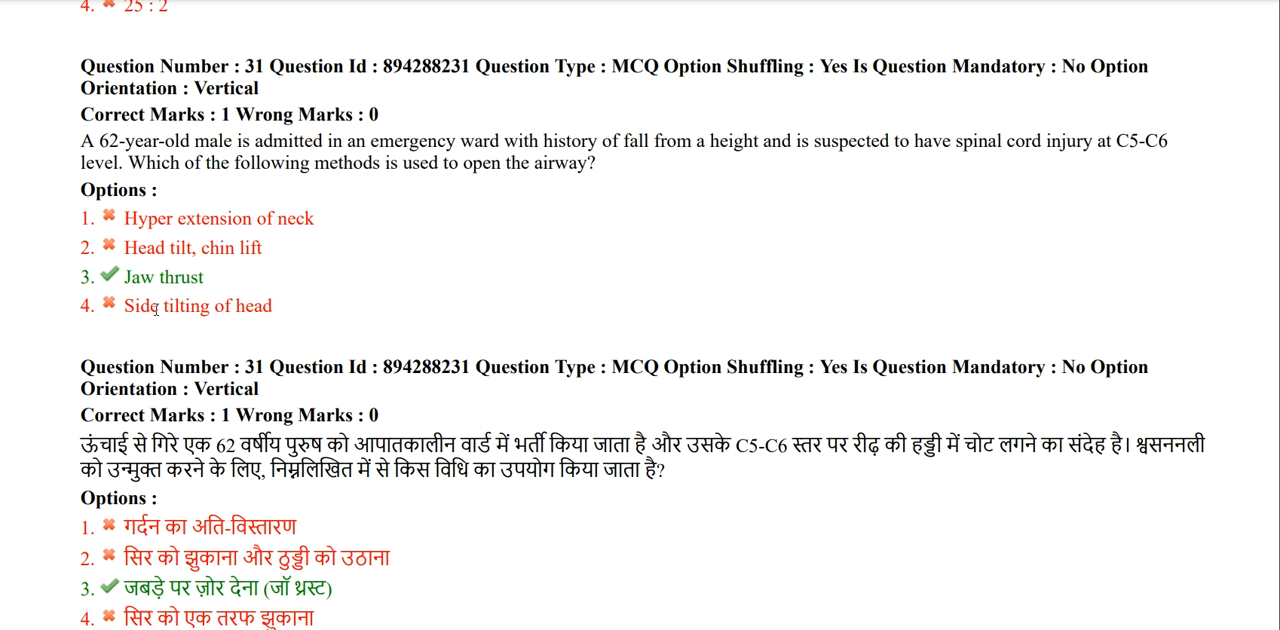 4. 25 : 2
Question Number : 31 Question Id : 894288231 Question Type : MCQ Option Shuffling : Yes Is Question Mandatory : No Option
Orientation : Vertical
Correct Marks : 1 Wrong Marks : 0
A 62-year-old male is admitted in an emergency ward with history of fall from a height and is suspected to have spinal cord injury at C5-C6
level. Which of the following methods is used to open the airway?
Options :
1. ✖ Hyper extension of neck
2. ✖ Head tilt, chin lift
3. ✔ Jaw thrust
4. ✖ Side tilting of head
Question Number : 31 Question Id : 894288231 Question Type : MCQ Option Shuffling : Yes Is Question Mandatory : No Option
Orientation : Vertical
Correct Marks : 1 Wrong Marks : 0
ऊंचाई से गिरे एक 62 वर्षीय पुरुष को आपातकालीन वार्ड में भर्ती किया जाता है और उसके C5-C6 स्तर पर रीढ़ की हड्डी में चोट लगने का संदेह है। श्वसननली
को उन्मुक्त करने के लिए, निम्नलिखित में से किस विधि का उपयोग किया जाता है?
Options :
1. ✖ गर्दन का अति-विस्तारण
2. ✖ सिर को झुकाना और ठुड्डी को उठाना
3. ✔ जबड़े पर ज़ोर देना (जॉ थ्रस्ट)
4. ✖ सिर को एक तरफ झुकाना